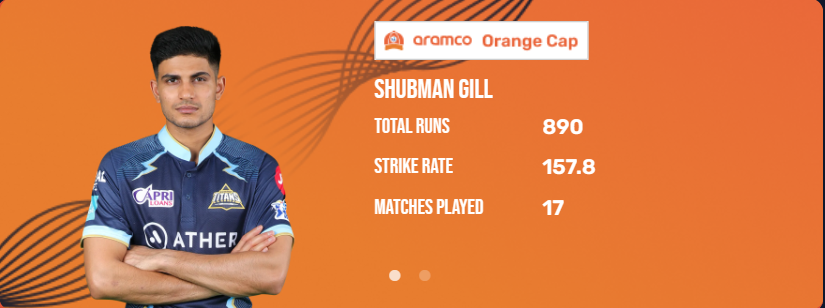 aramco Orange Cap
SHUBMAN GILL
TOTAL RUNS 890
STRIKE RATE 157.8
MATCHES PLAYED 17
CAPRI
LOANS
TITANS
ATHER